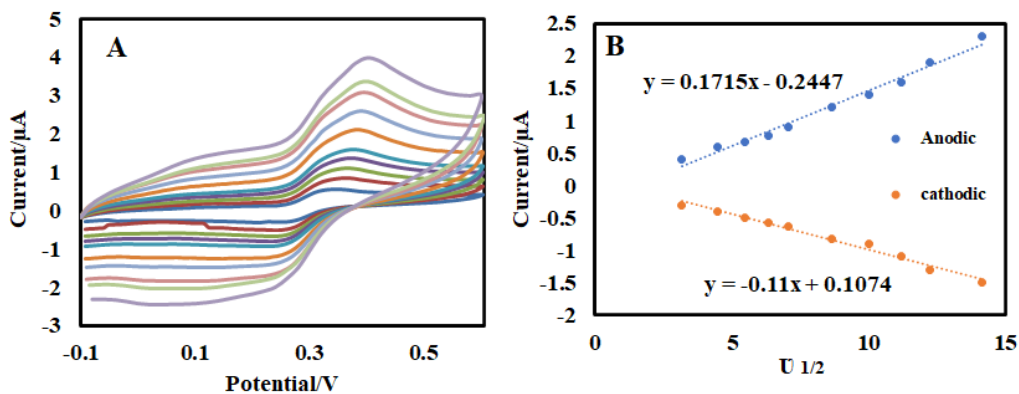 A
Current/μA
5
4
3
2
1
0
-1
-2
-3
-0.1
0.1
0.3
0.5
Potential/V
B
Current/μA
2.5
2
1.5
1
0.5
0
-0.5
-1
-1.5
-2
y = 0.1715x - 0.2447
Anodic
cathodic
y = -0.11x + 0.1074
0
5
10
15
Ʊ 1/2